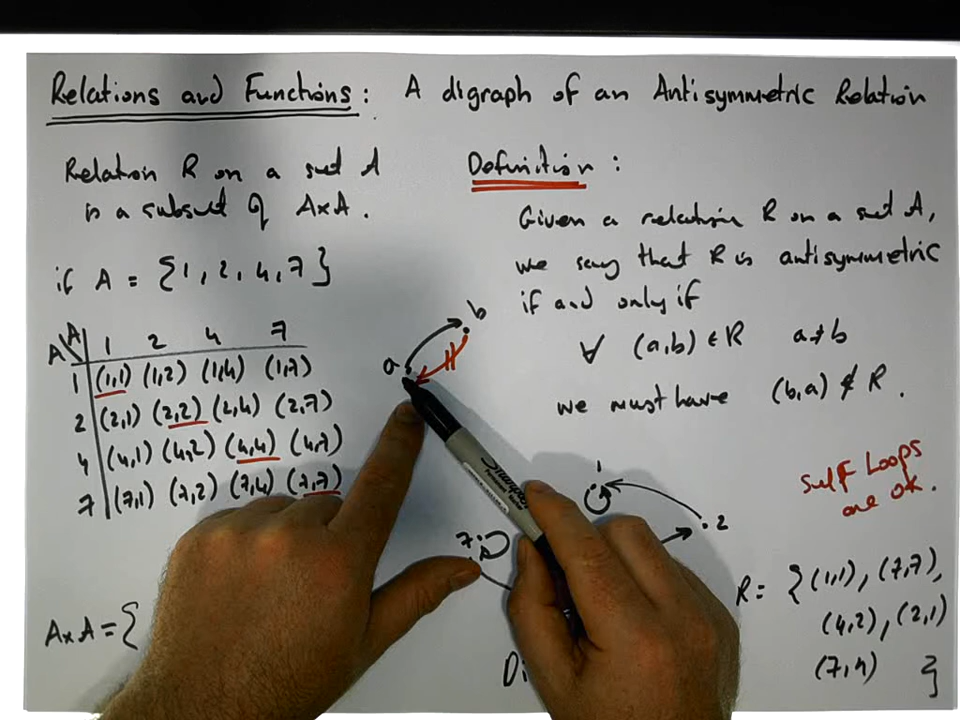 Relations and Functions: A digraph of an Antisymmetric Relation
Relation R on a set A
is a subset of A×A.
if A = {1, 2, 4, 7}
A\A 1 2 4 7
1 (1,1) (1,2) (1,4) (1,7)
2 (2,1) (2,2) (2,4) (2,7)
4 (4,1) (4,2) (4,4) (4,7)
7 (7,1) (7,2) (7,4) (7,7)
A×A = {
Definition:
Given a relation R on a set A,
we say that R is antisymmetric
if and only if
∀ (a,b) ∈ R a≠b
we must have (b,a) ∉ R.
a
b
Self Loops
are ok.
1
2
7
R = {(1,1), (7,7),
(4,2), (2,1)
(7,4) }
Di
Sharpie